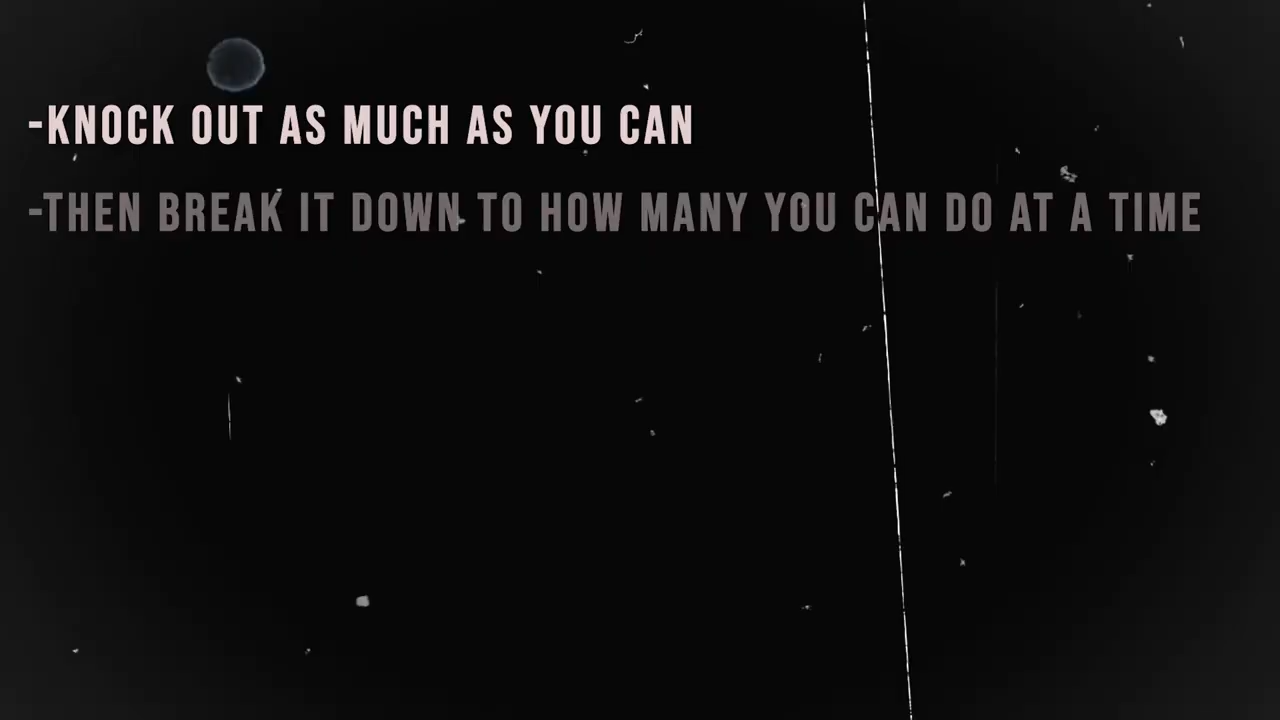 -KNOCK OUT AS MUCH AS YOU CAN
-THEN BREAK IT DOWN TO HOW MANY YOU CAN DO AT A TIME